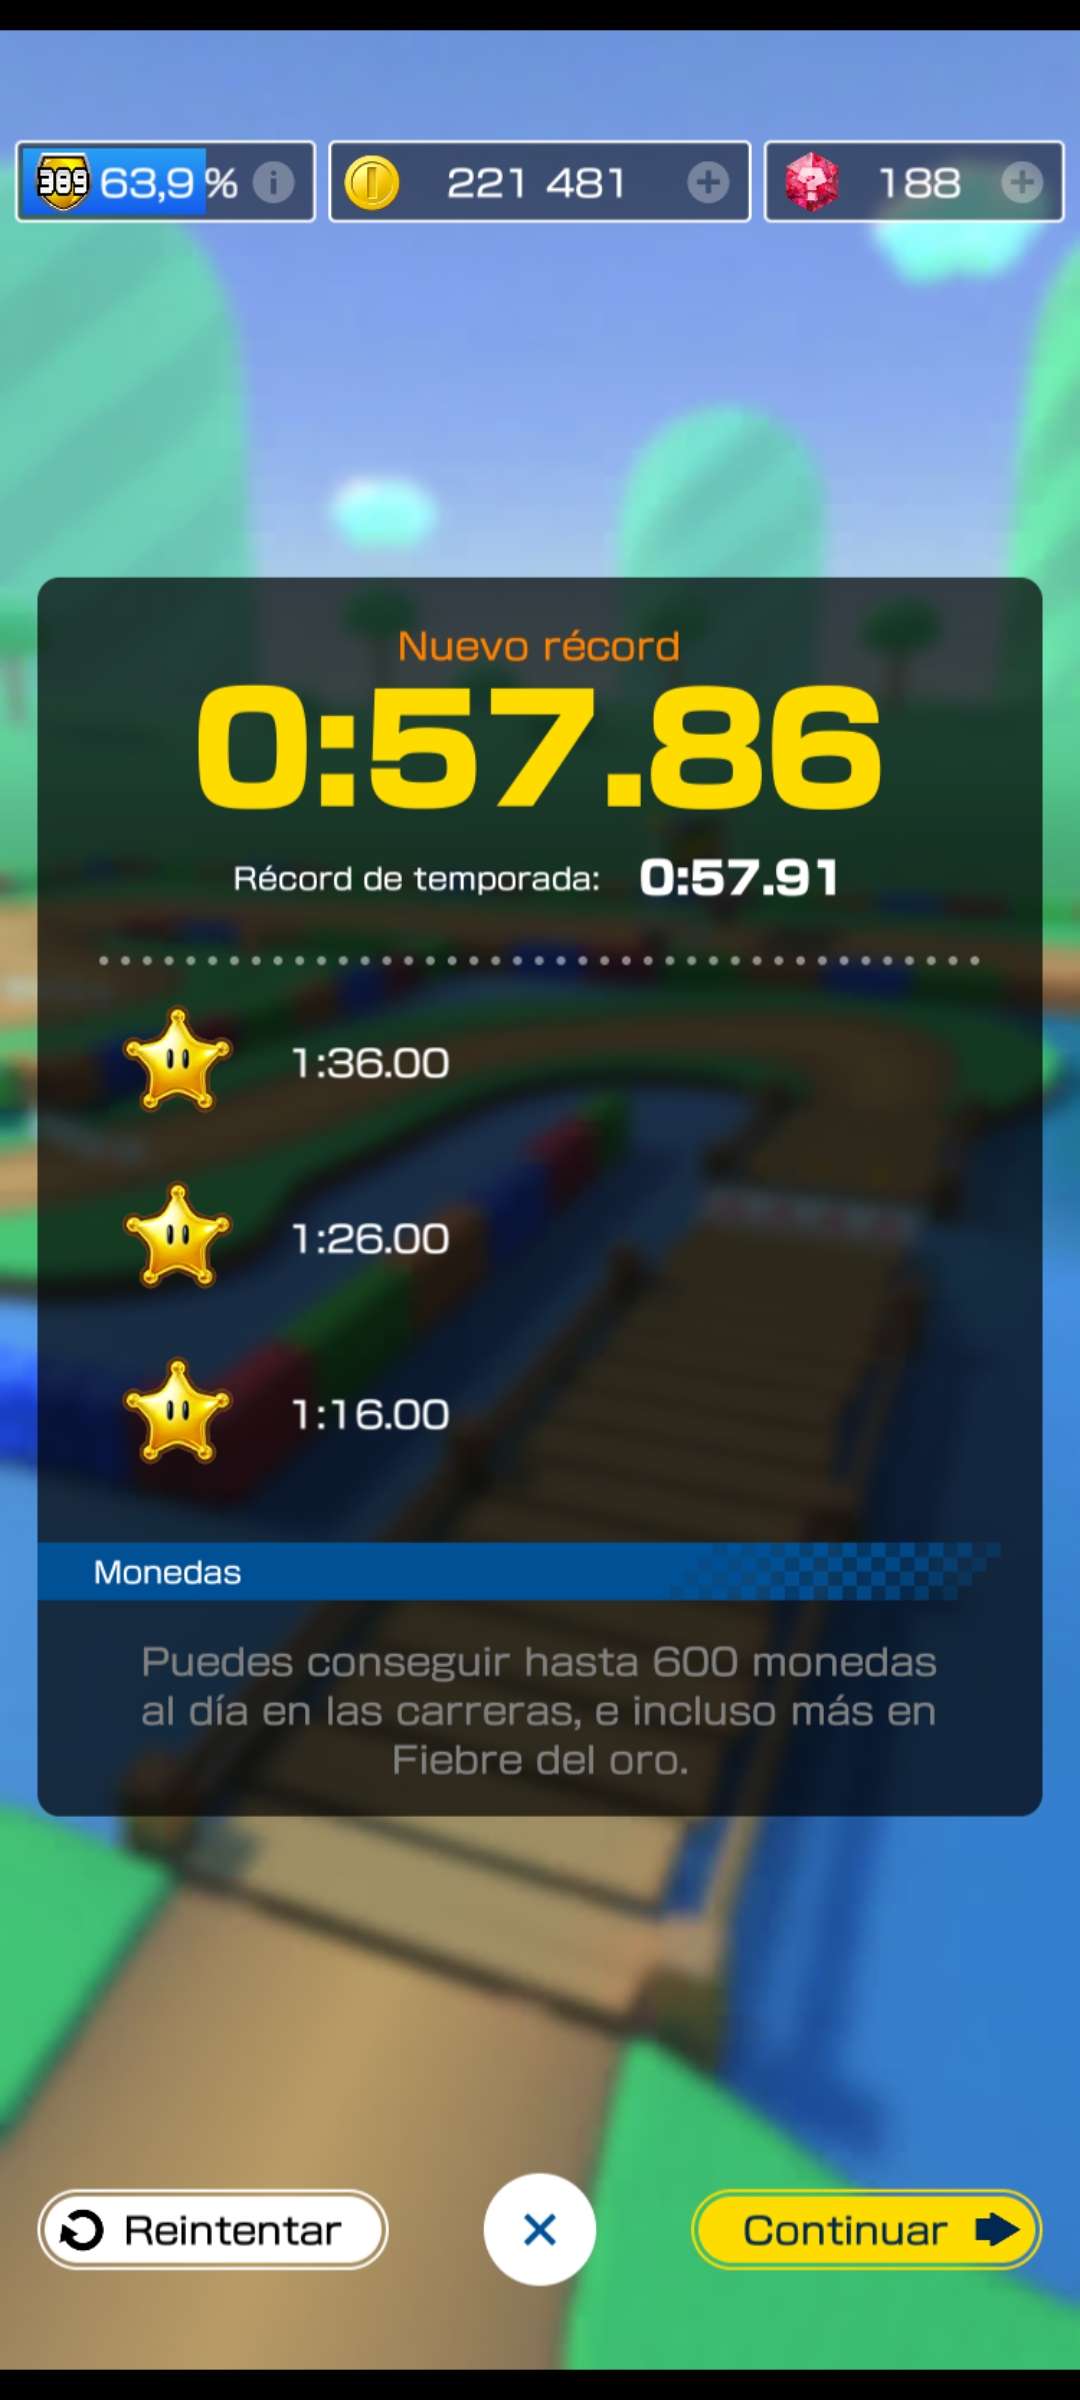 389 63,9 % i 221 481 + ? 188 +
Nuevo récord
0:57.86
Récord de temporada: 0:57.91
1:36.00
1:26.00
1:16.00
Monedas
Puedes conseguir hasta 600 monedas
al día en las carreras, e incluso más en
Fiebre del oro.
Reintentar × Continuar